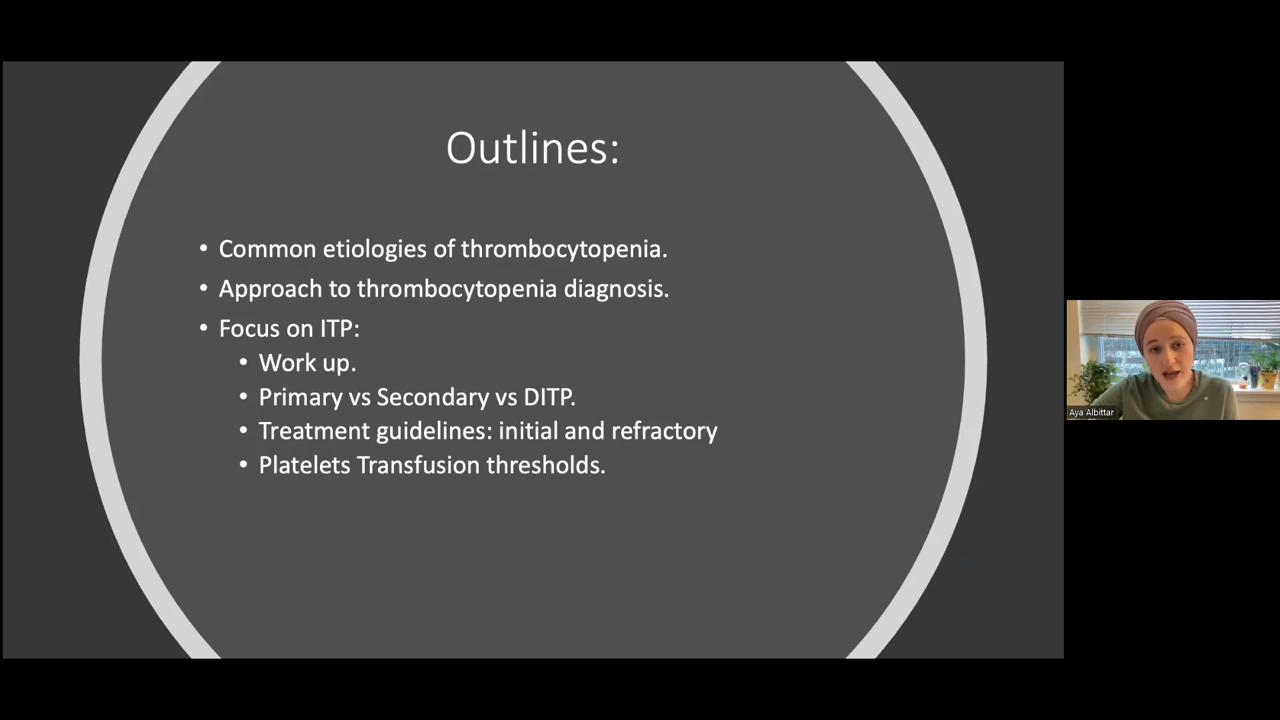 Outlines:
• Common etiologies of thrombocytopenia.
• Approach to thrombocytopenia diagnosis.
• Focus on ITP:
• Work up.
• Primary vs Secondary vs DITP.
• Treatment guidelines: initial and refractory
• Platelets Transfusion thresholds.
Aya Albittar